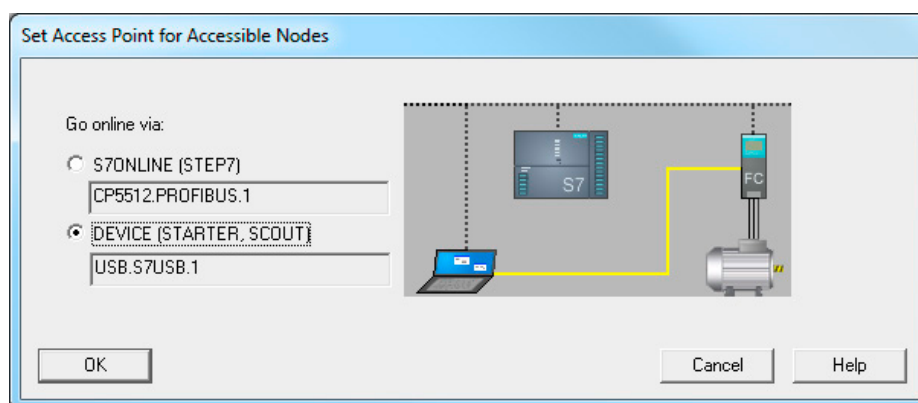 Set Access Point for Accessible Nodes
Go online via:
S7ONLINE (STEP7)
CP5512.PROFIBUS.1
DEVICE (STARTER, SCOUT)
USB.S7USB.1
S7
FC
OK
Cancel
Help